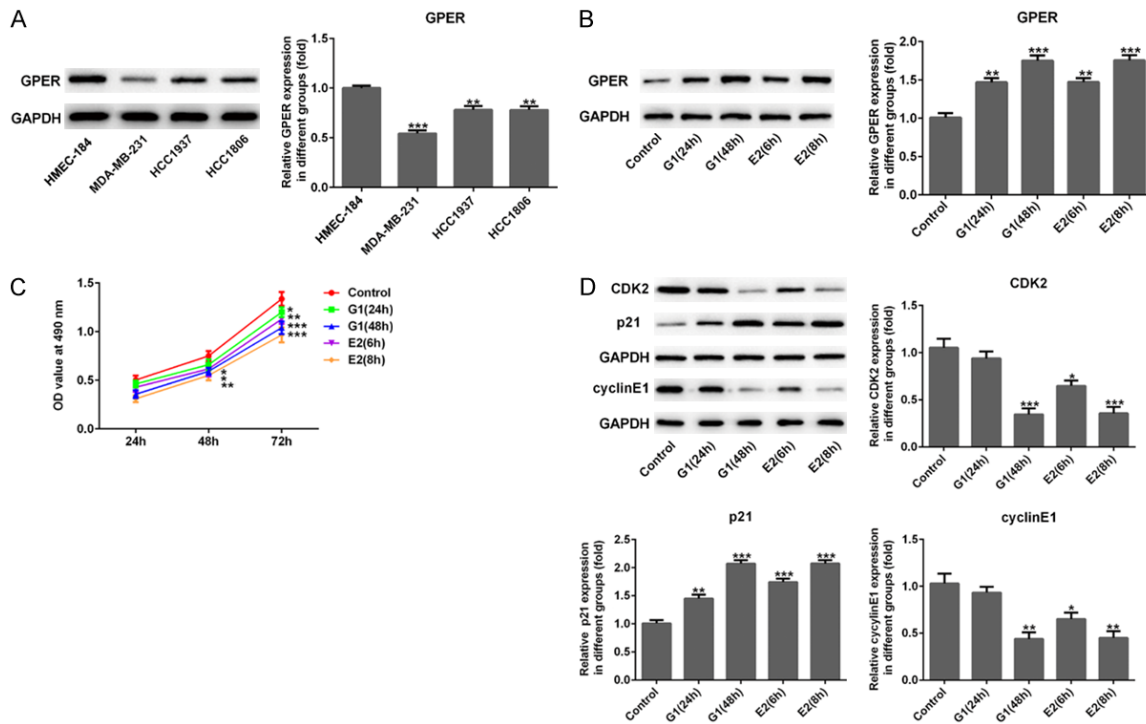 A
GPER
GAPDH
HMEC-184
MDA-MB-231
HCC1937
HCC1806
GPER
Relative GPER expression
in different groups (fold)
1.5
1.0
0.5
0.0
***
**
**
HMEC-184
MDA-MB-231
HCC1937
HCC1806
B
GPER
GAPDH
Control
G1(24h)
G1(48h)
E2(6h)
E2(8h)
GPER
Relative GPER expression
in different groups (fold)
2.0
1.5
1.0
0.5
0.0
**
***
**
***
Control
G1(24h)
G1(48h)
E2(6h)
E2(8h)
C
OD value at 490 nm
1.5
1.0
0.5
0.0
24h
48h
72h
*
*
**
*
**
***
***
Control
G1(24h)
G1(48h)
E2(6h)
E2(8h)
D
CDK2
p21
GAPDH
cyclinE1
GAPDH
Control
G1(24h)
G1(48h)
E2(6h)
E2(8h)
CDK2
Relative CDK2 expression
in different groups (fold)
1.5
1.0
0.5
0.0
***
*
***
Control
G1(24h)
G1(48h)
E2(6h)
E2(8h)
p21
Relative p21 expression
in different groups (fold)
2.5
2.0
1.5
1.0
0.5
0.0
**
***
***
***
Control
G1(24h)
G1(48h)
E2(6h)
E2(8h)
cyclinE1
Relative cycylinE1 expression
in different groups (fold)
1.5
1.0
0.5
0.0
**
*
**
Control
G1(24h)
G1(48h)
E2(6h)
E2(8h)